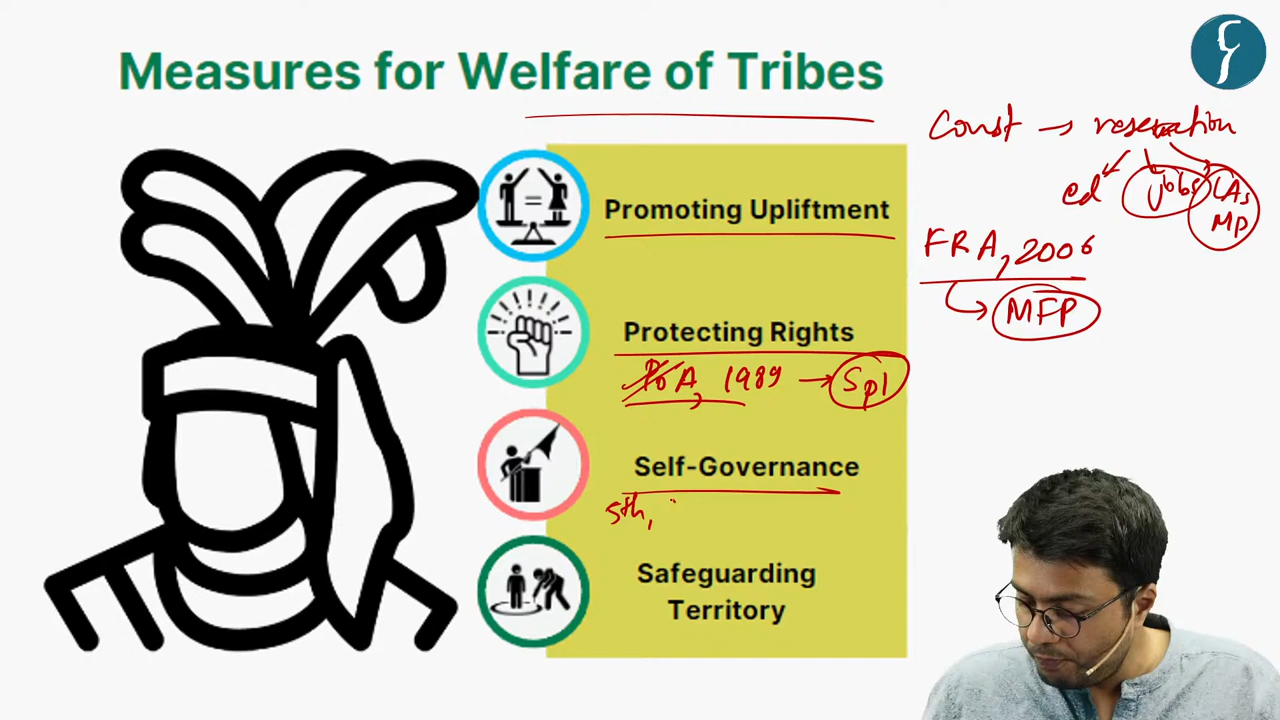 Measures for Welfare of Tribes
Const → reservation
ed jobs LAs
MP
Promoting Upliftment
FRA, 2006
MFP
Protecting Rights
PoA, 1989 → Spl
Self-Governance
5th,
Safeguarding
Territory